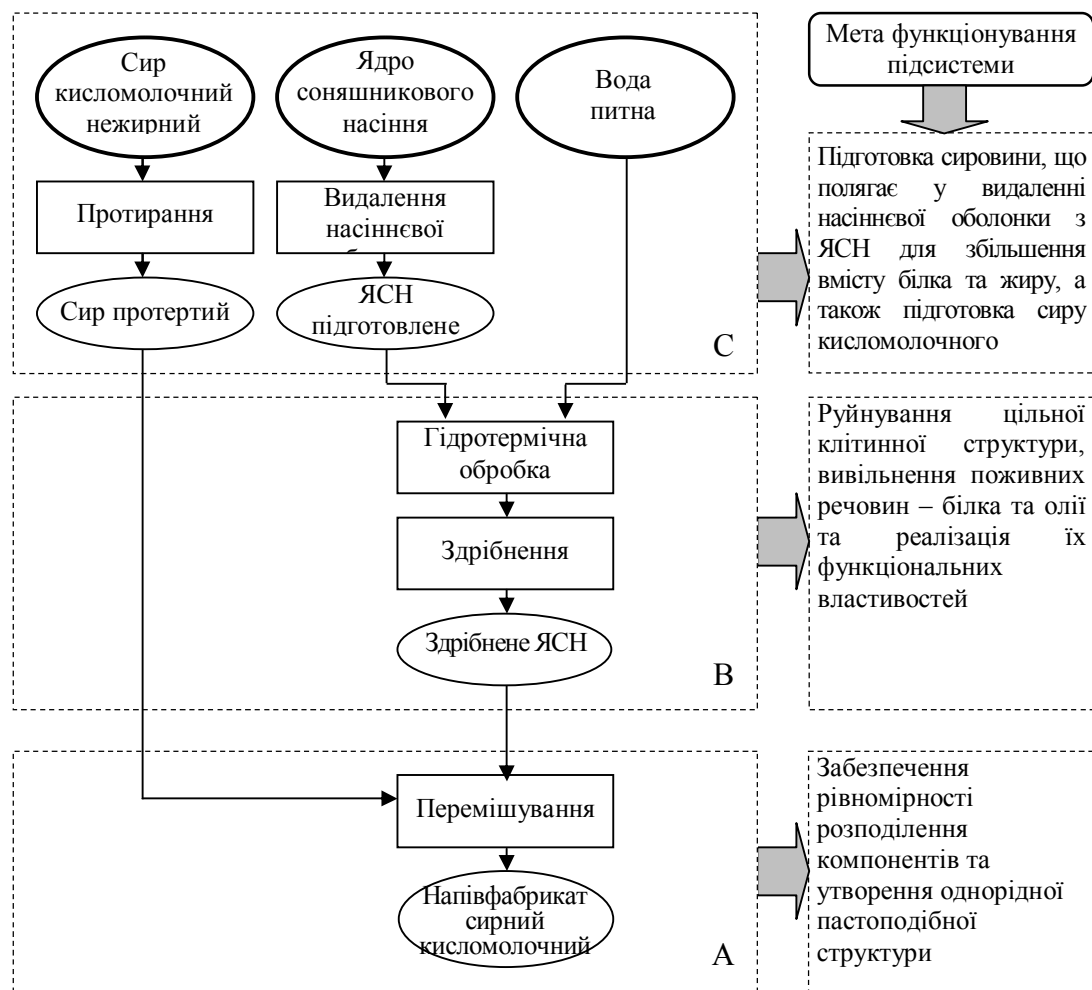 Сир
кисломолочний
нежирний
Ядро
соняшникового
насіння
Вода
питна
Мета функціонування
підсистеми
Протирання
Видалення
насіннєвої
Сир протертий
ЯСН
підготовлене
С
Підготовка сировини, що
полягає у видаленні
насіннєвої оболонки з
ЯСН для збільшення
вмісту білка та жиру, а
також підготовка сиру
кисломолочного
Гідротермічна
обробка
Здрібнення
Здрібнене ЯСН
В
Руйнування цільної
клітинної структури,
вивільнення поживних
речовин – білка та олії
та реалізація їх
функціональних
властивостей
Перемішування
Напівфабрикат
сирний
кисломолочний
А
Забезпечення
рівномірності
розподілення
компонентів та
утворення однорідної
пастоподібної
структури